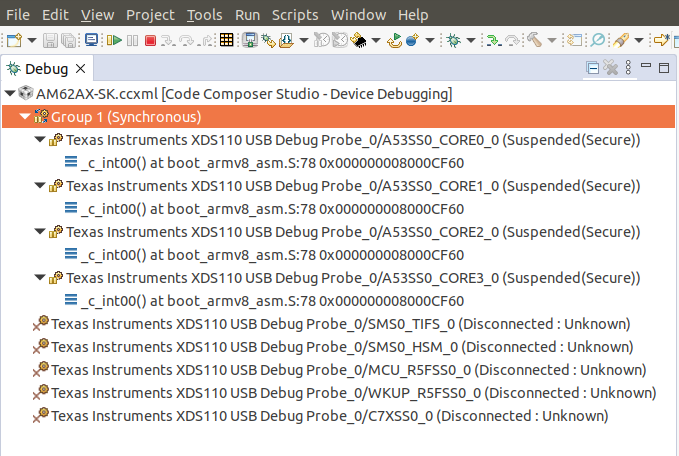 File Edit View Project Tools Run Scripts Window Help
Debug
AM62AX-SK.ccxml [Code Composer Studio - Device Debugging]
Group 1 (Synchronous)
Texas Instruments XDS110 USB Debug Probe_0/A53SS0_CORE0_0 (Suspended(Secure))
_c_int00() at boot_armv8_asm.S:78 0x000000008000CF60
Texas Instruments XDS110 USB Debug Probe_0/A53SS0_CORE1_0 (Suspended(Secure))
_c_int00() at boot_armv8_asm.S:78 0x000000008000CF60
Texas Instruments XDS110 USB Debug Probe_0/A53SS0_CORE2_0 (Suspended(Secure))
_c_int00() at boot_armv8_asm.S:78 0x000000008000CF60
Texas Instruments XDS110 USB Debug Probe_0/A53SS0_CORE3_0 (Suspended(Secure))
_c_int00() at boot_armv8_asm.S:78 0x000000008000CF60
Texas Instruments XDS110 USB Debug Probe_0/SMS0_TIFS_0 (Disconnected : Unknown)
Texas Instruments XDS110 USB Debug Probe_0/SMS0_HSM_0 (Disconnected : Unknown)
Texas Instruments XDS110 USB Debug Probe_0/MCU_R5FSS0_0 (Disconnected : Unknown)
Texas Instruments XDS110 USB Debug Probe_0/WKUP_R5FSS0_0 (Disconnected : Unknown)
Texas Instruments XDS110 USB Debug Probe_0/C7XSS0_0 (Disconnected : Unknown)